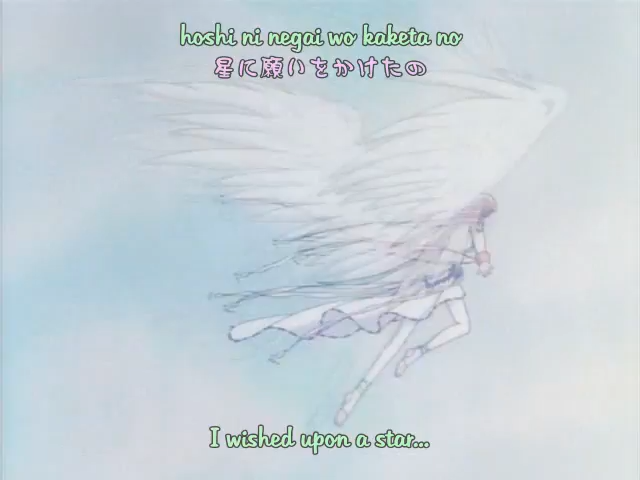 hoshi ni negai wo kaketa no
星に願いをかけたの
I wished upon a star...